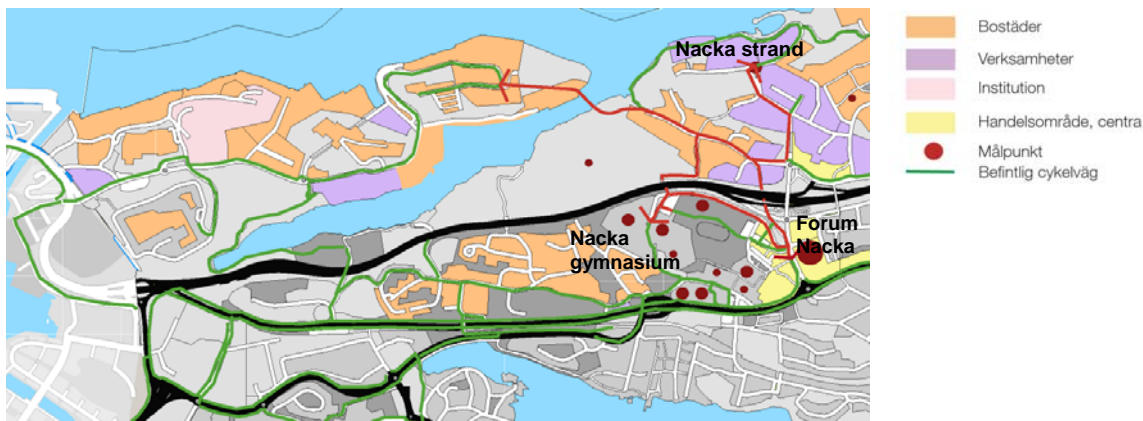 Nacka strand
Nacka
gymnasium
Forum
Nacka
Bostäder
Verksamheter
Institution
Handelsområde, centra
Målpunkt
Befintlig cykelväg